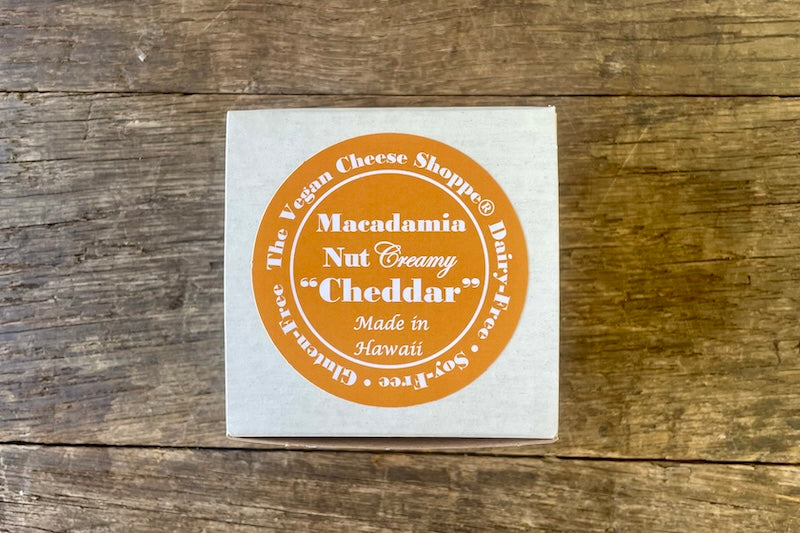 The Vegan Cheese Shoppe® Dairy-Free • Soy-Free • Gluten-Free
Macadamia
Nut Creamy
“Cheddar”
Made in
Hawaii